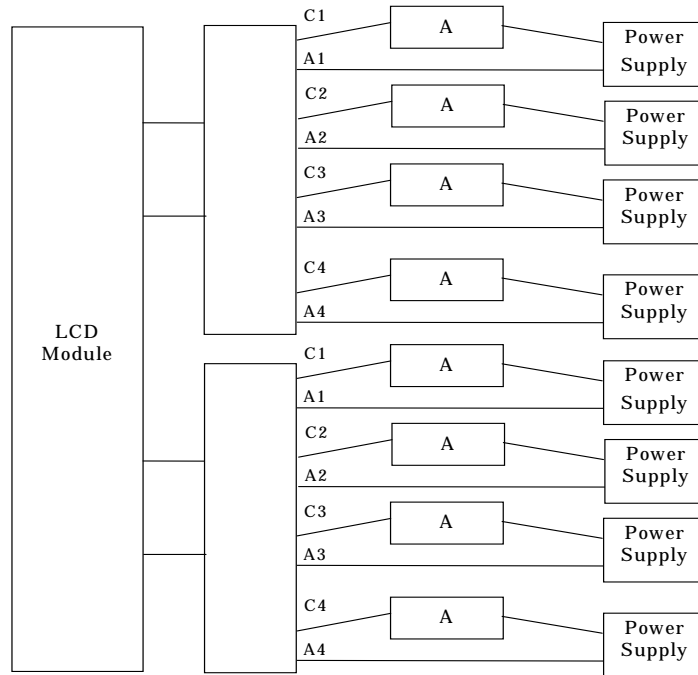 C1
A
Power
Supply
A1
C2
A
Power
Supply
A2
C3
A
Power
Supply
A3
C4
A
Power
Supply
A4
LCD
Module
C1
A
Power
Supply
A1
C2
A
Power
Supply
A2
C3
A
Power
Supply
A3
C4
A
Power
Supply
A4